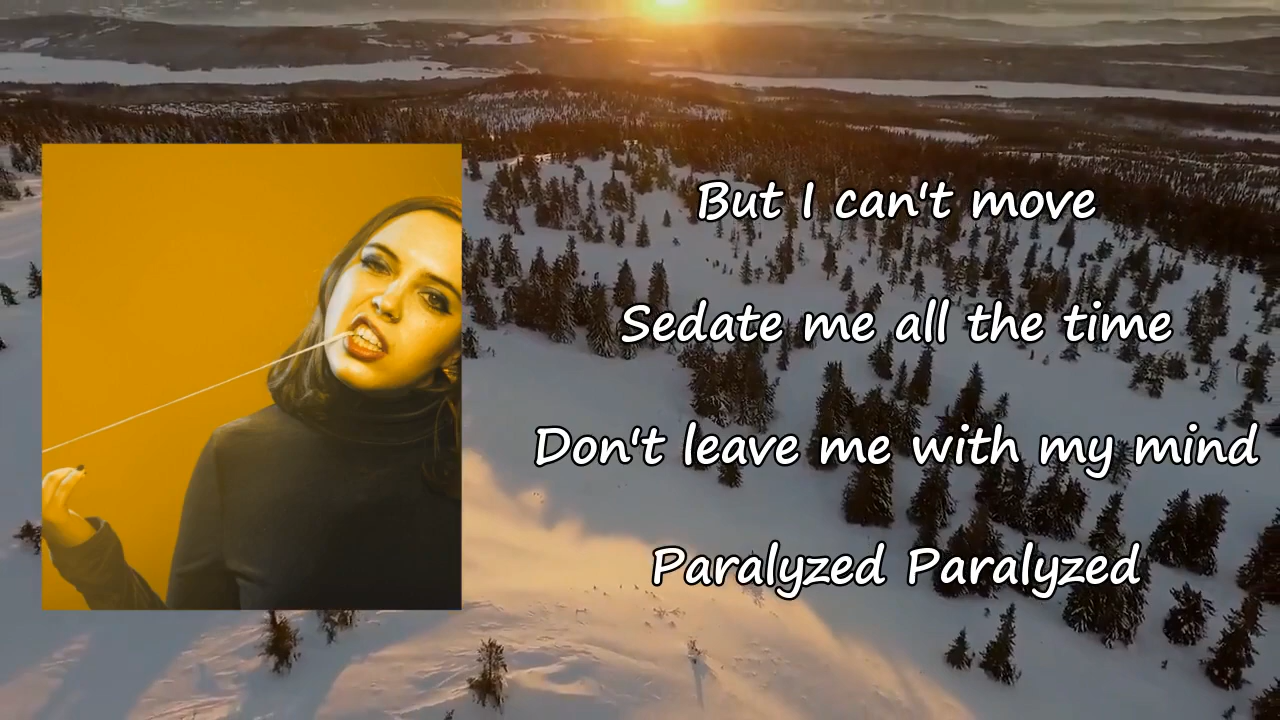 But I can't move
Sedate me all the time
Don't leave me with my mind
Paralyzed Paralyzed